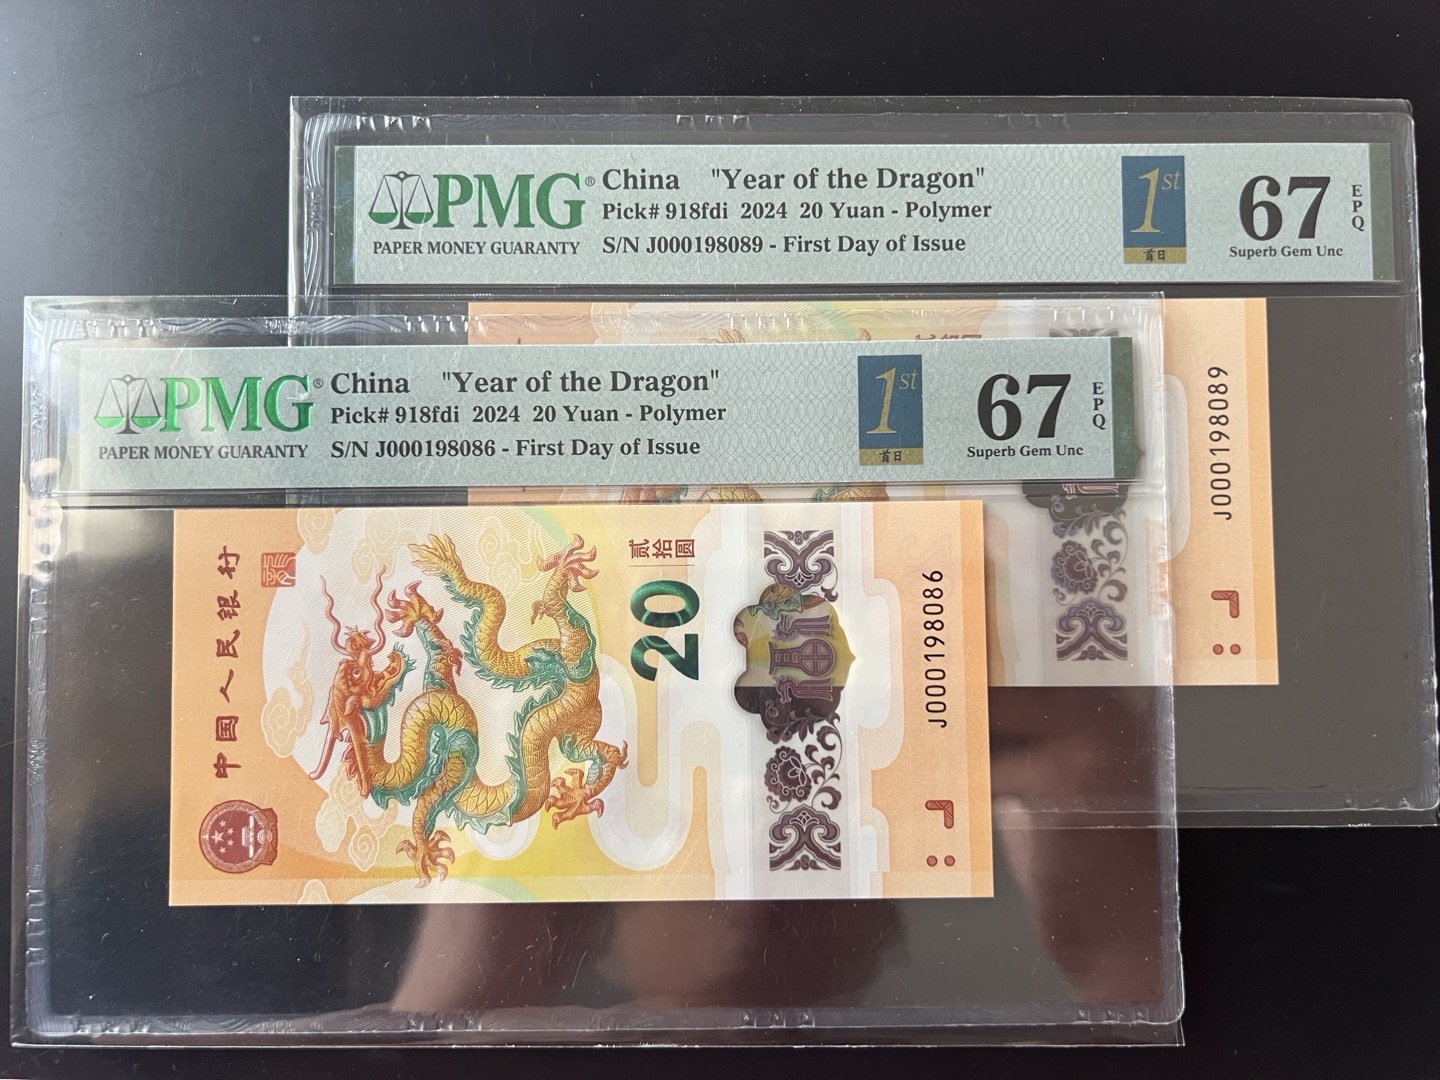 PMG®
PAPER MONEY GUARANTY
China "Year of the Dragon"
Pick# 918fdi 2024 20 Yuan - Polymer
S/N J000198089 - First Day of Issue
1st
首日
67
EPQ
Superb Gem Unc
J000198089
PMG®
PAPER MONEY GUARANTY
China "Year of the Dragon"
Pick# 918fdi 2024 20 Yuan - Polymer
S/N J000198086 - First Day of Issue
1st
首日
67
EPQ
Superb Gem Unc
中国人民银行
贰拾圆
20
J000198086